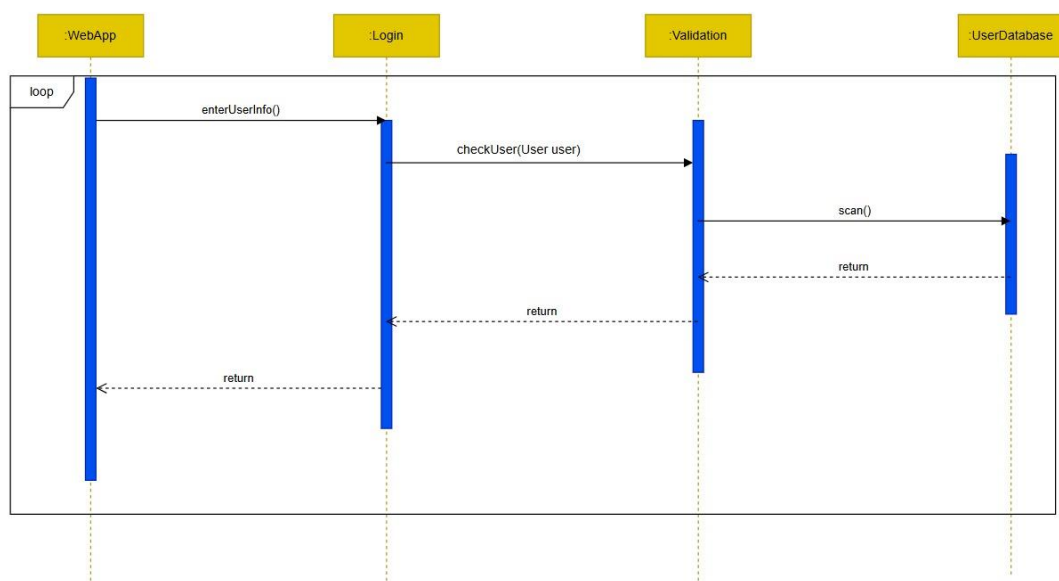 :WebApp
:Login
:Validation
:UserDatabase
loop
enterUserInfo()
checkUser(User user)
scan()
return
return
return